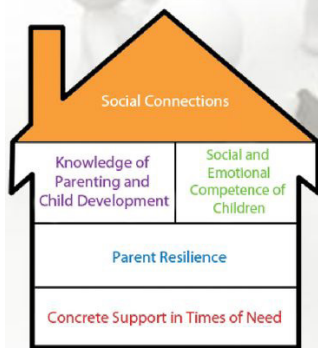 Social Connections
Knowledge of
Parenting and
Child Development
Social and
Emotional
Competence of
Children
Parent Resilience
Concrete Support in Times of Need